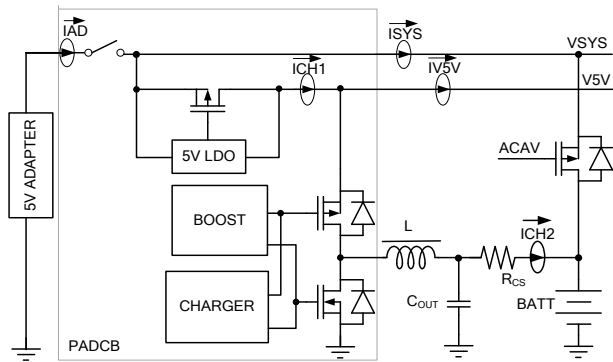 IAD
ISYS
VSYS
ICH1
IV5V
V5V
5V ADAPTER
5V LDO
ACAV
BOOST
L
ICH2
CHARGER
RCS
COUT
BATT
PADCB